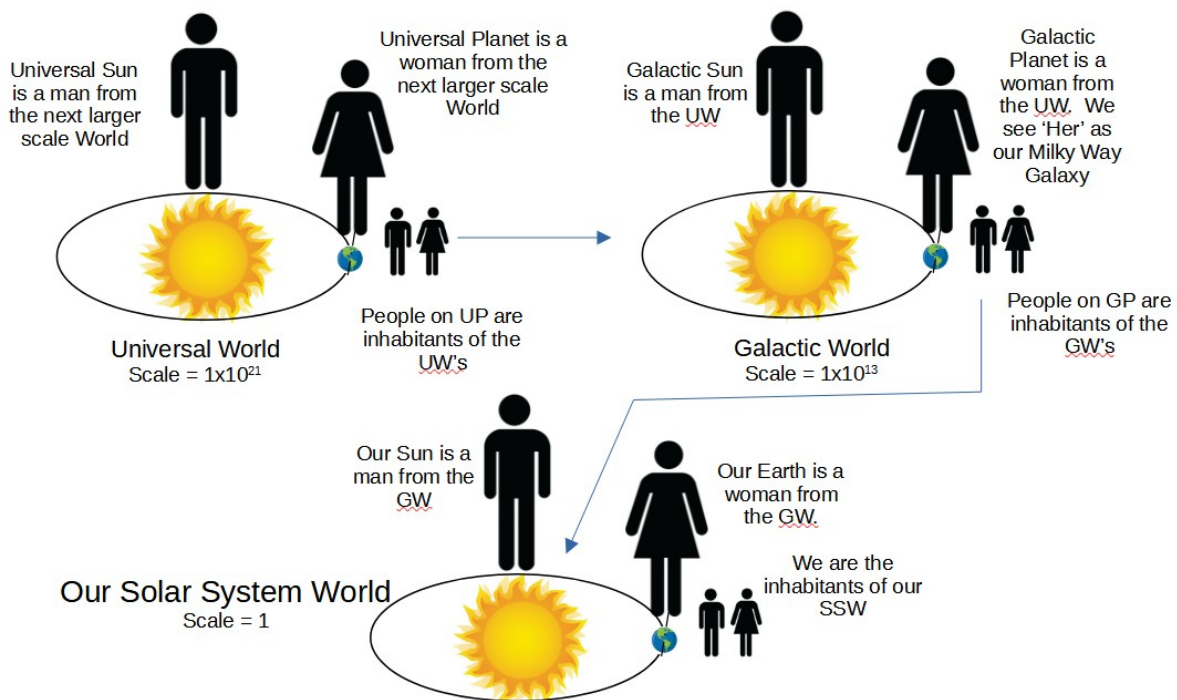 Universal Sun
is a man from
the next larger
scale World
Universal Planet is a
woman from the
next larger scale
World
People on UP are
inhabitants of the
UW's
Universal World
Scale = 1x10²¹
Galactic Sun
is a man from
the UW
Galactic
Planet is a
woman from
the UW.  We
see ‘Her’ as
our Milky Way
Galaxy
People on GP are
inhabitants of the
GW's
Galactic World
Scale = 1x10¹³
Our Sun is a
man from the
GW
Our Earth is a
woman from
the GW.
We are the
inhabitants of our
SSW
Our Solar System World
Scale = 1